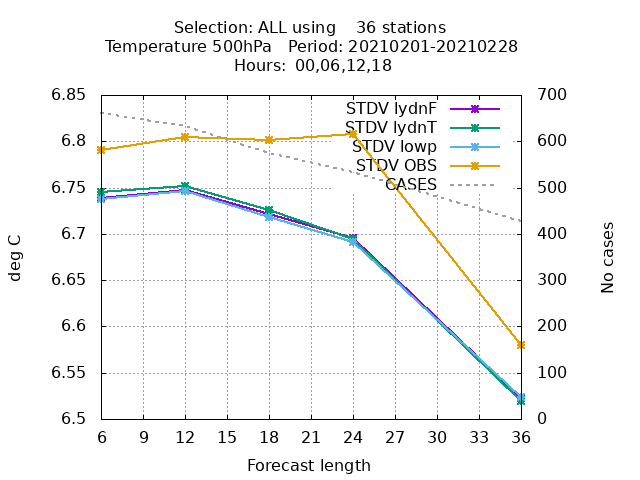 Selection: ALL using    36 stations
Temperature 500hPa   Period: 20210201-20210228
Hours:  00,06,12,18
6.85
6.8
6.75
6.7
6.65
6.6
6.55
6.5
deg C
700
600
500
400
300
200
100
0
No cases
STDV lydnF
STDV lydnT
STDV lowp
STDV OBS
CASES
6 9 12 15 18 21 24 27 30 33 36
Forecast length